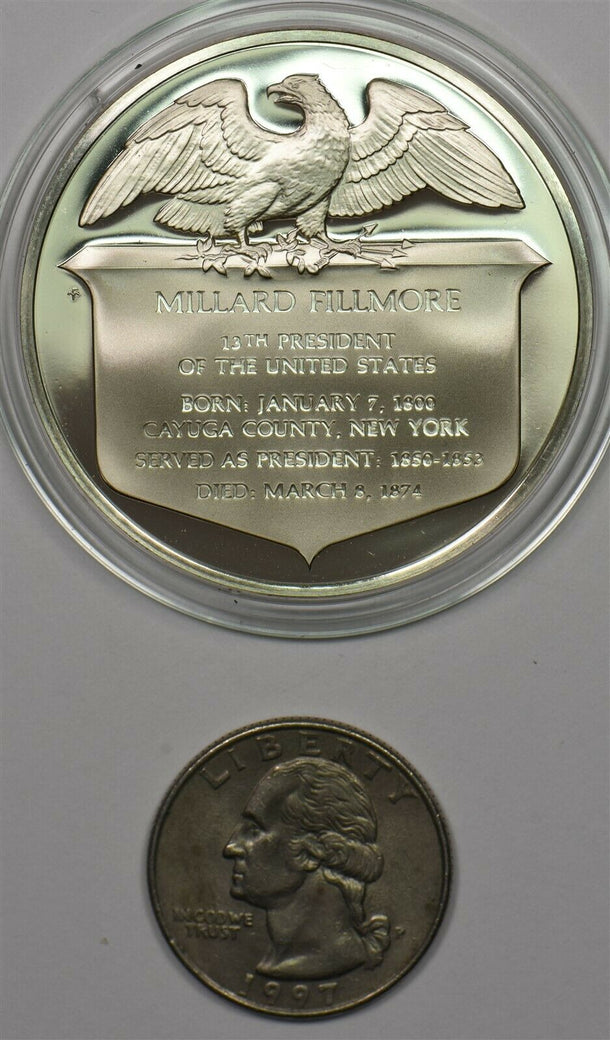 MILLARD FILLMORE
13TH PRESIDENT
OF THE UNITED STATES
BORN: JANUARY 7, 1800
CAYUGA COUNTY, NEW YORK
SERVED AS PRESIDENT: 1850-1853
DIED: MARCH 8, 1874
LIBERTY
IN GOD WE
TRUST
P
1997